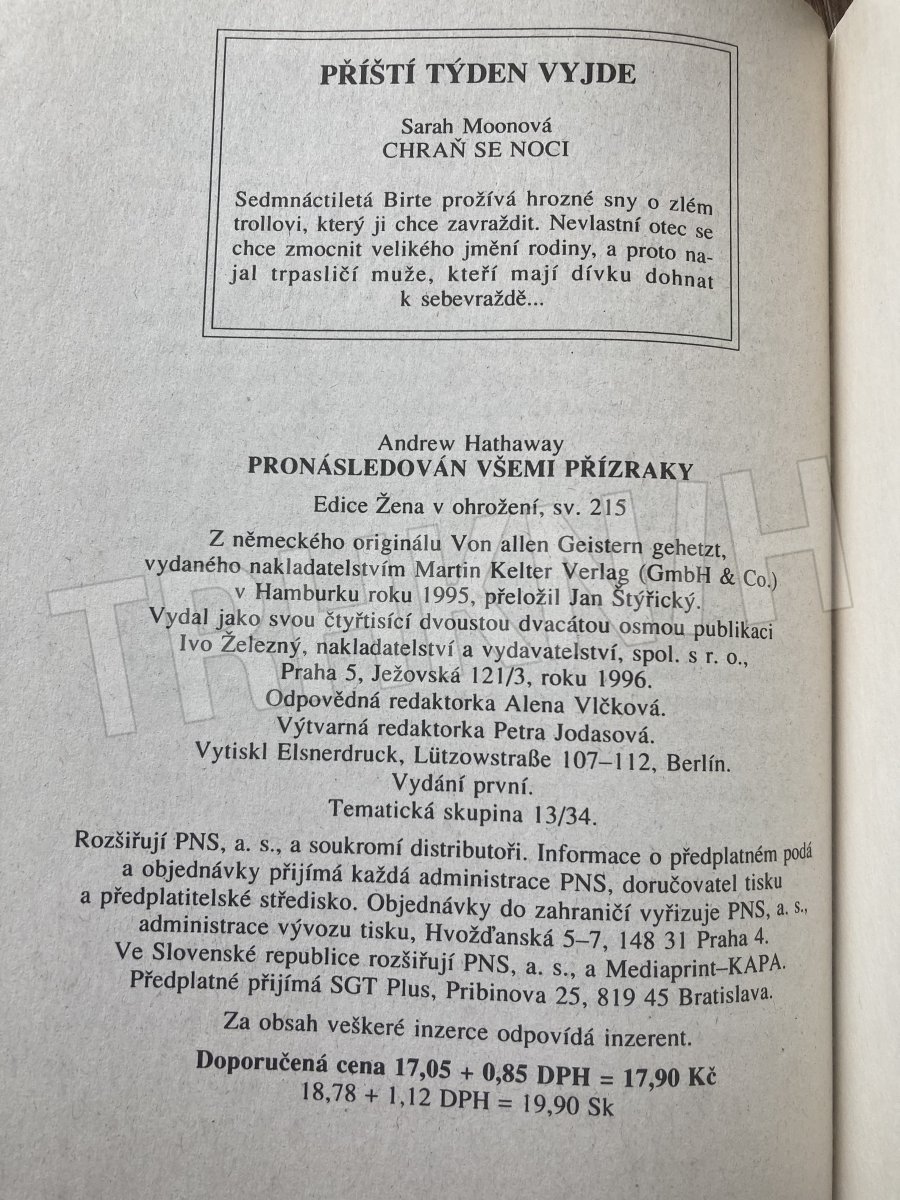 PŘÍŠTÍ TÝDEN VYJDE
Sarah Moonová
CHRAŇ SE NOCI
Sedmnáctiletá Birte prožívá hrozné sny o zlém
trollovi, který ji chce zavraždit. Nevlastní otec se
chce zmocnit velikého jmění rodiny, a proto na-
jal trpasličí muže, kteří mají dívku dohnat
k sebevraždě...
Andrew Hathaway
PRONÁSLEDOVÁN VŠEMI PŘÍZRAKY
Edice Žena v ohrožení, sv. 215
Z německého originálu Von allen Geistern gehetzt,
vydaného nakladatelstvím Martin Kelter Verlag (GmbH & Co.)
v Hamburku roku 1995, přeložil Jan Štýřický.
Vydal jako svou čtyřtisící dvoustou dvacátou osmou publikaci
Ivo Železný, nakladatelství a vydavatelství, spol. s r. o.,
Praha 5, Ježovská 121/3, roku 1996.
Odpovědná redaktorka Alena Vlčková.
Výtvarná redaktorka Petra Jodasová.
Vytiskl Elsnerdruck, Lützowstraße 107–112, Berlín.
Vydání první.
Tematická skupina 13/34.
Rozšiřují PNS, a. s., a soukromí distributoři. Informace o předplatném podá
a objednávky přijímá každá administrace PNS, doručovatel tisku
a předplatitelské středisko. Objednávky do zahraničí vyřizuje PNS, a. s.,
administrace vývozu tisku, Hvožďanská 5–7, 148 31 Praha 4.
Ve Slovenské republice rozšiřují PNS, a. s., a Mediaprint–KAPA.
Předplatné přijímá SGT Plus, Pribinova 25, 819 45 Bratislava.
Za obsah veškeré inzerce odpovídá inzerent.
Doporučená cena 17,05 + 0,85 DPH = 17,90 Kč
18,78 + 1,12 DPH = 19,90 Sk